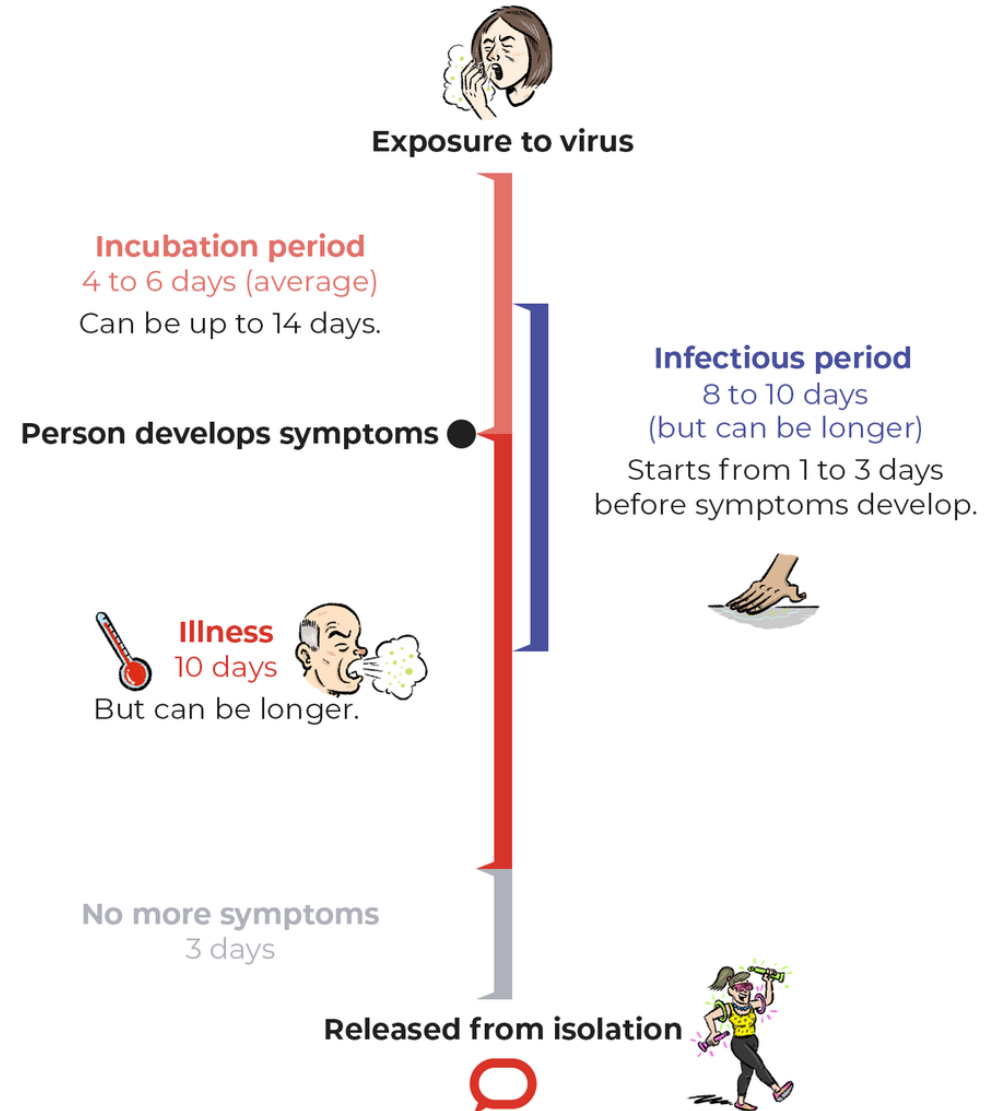 Exposure to virus
Incubation period
4 to 6 days (average)
Can be up to 14 days.
Infectious period
8 to 10 days
(but can be longer)
Starts from 1 to 3 days
before symptoms develop.
Person develops symptoms
Illness
10 days
But can be longer.
No more symptoms
3 days
Released from isolation